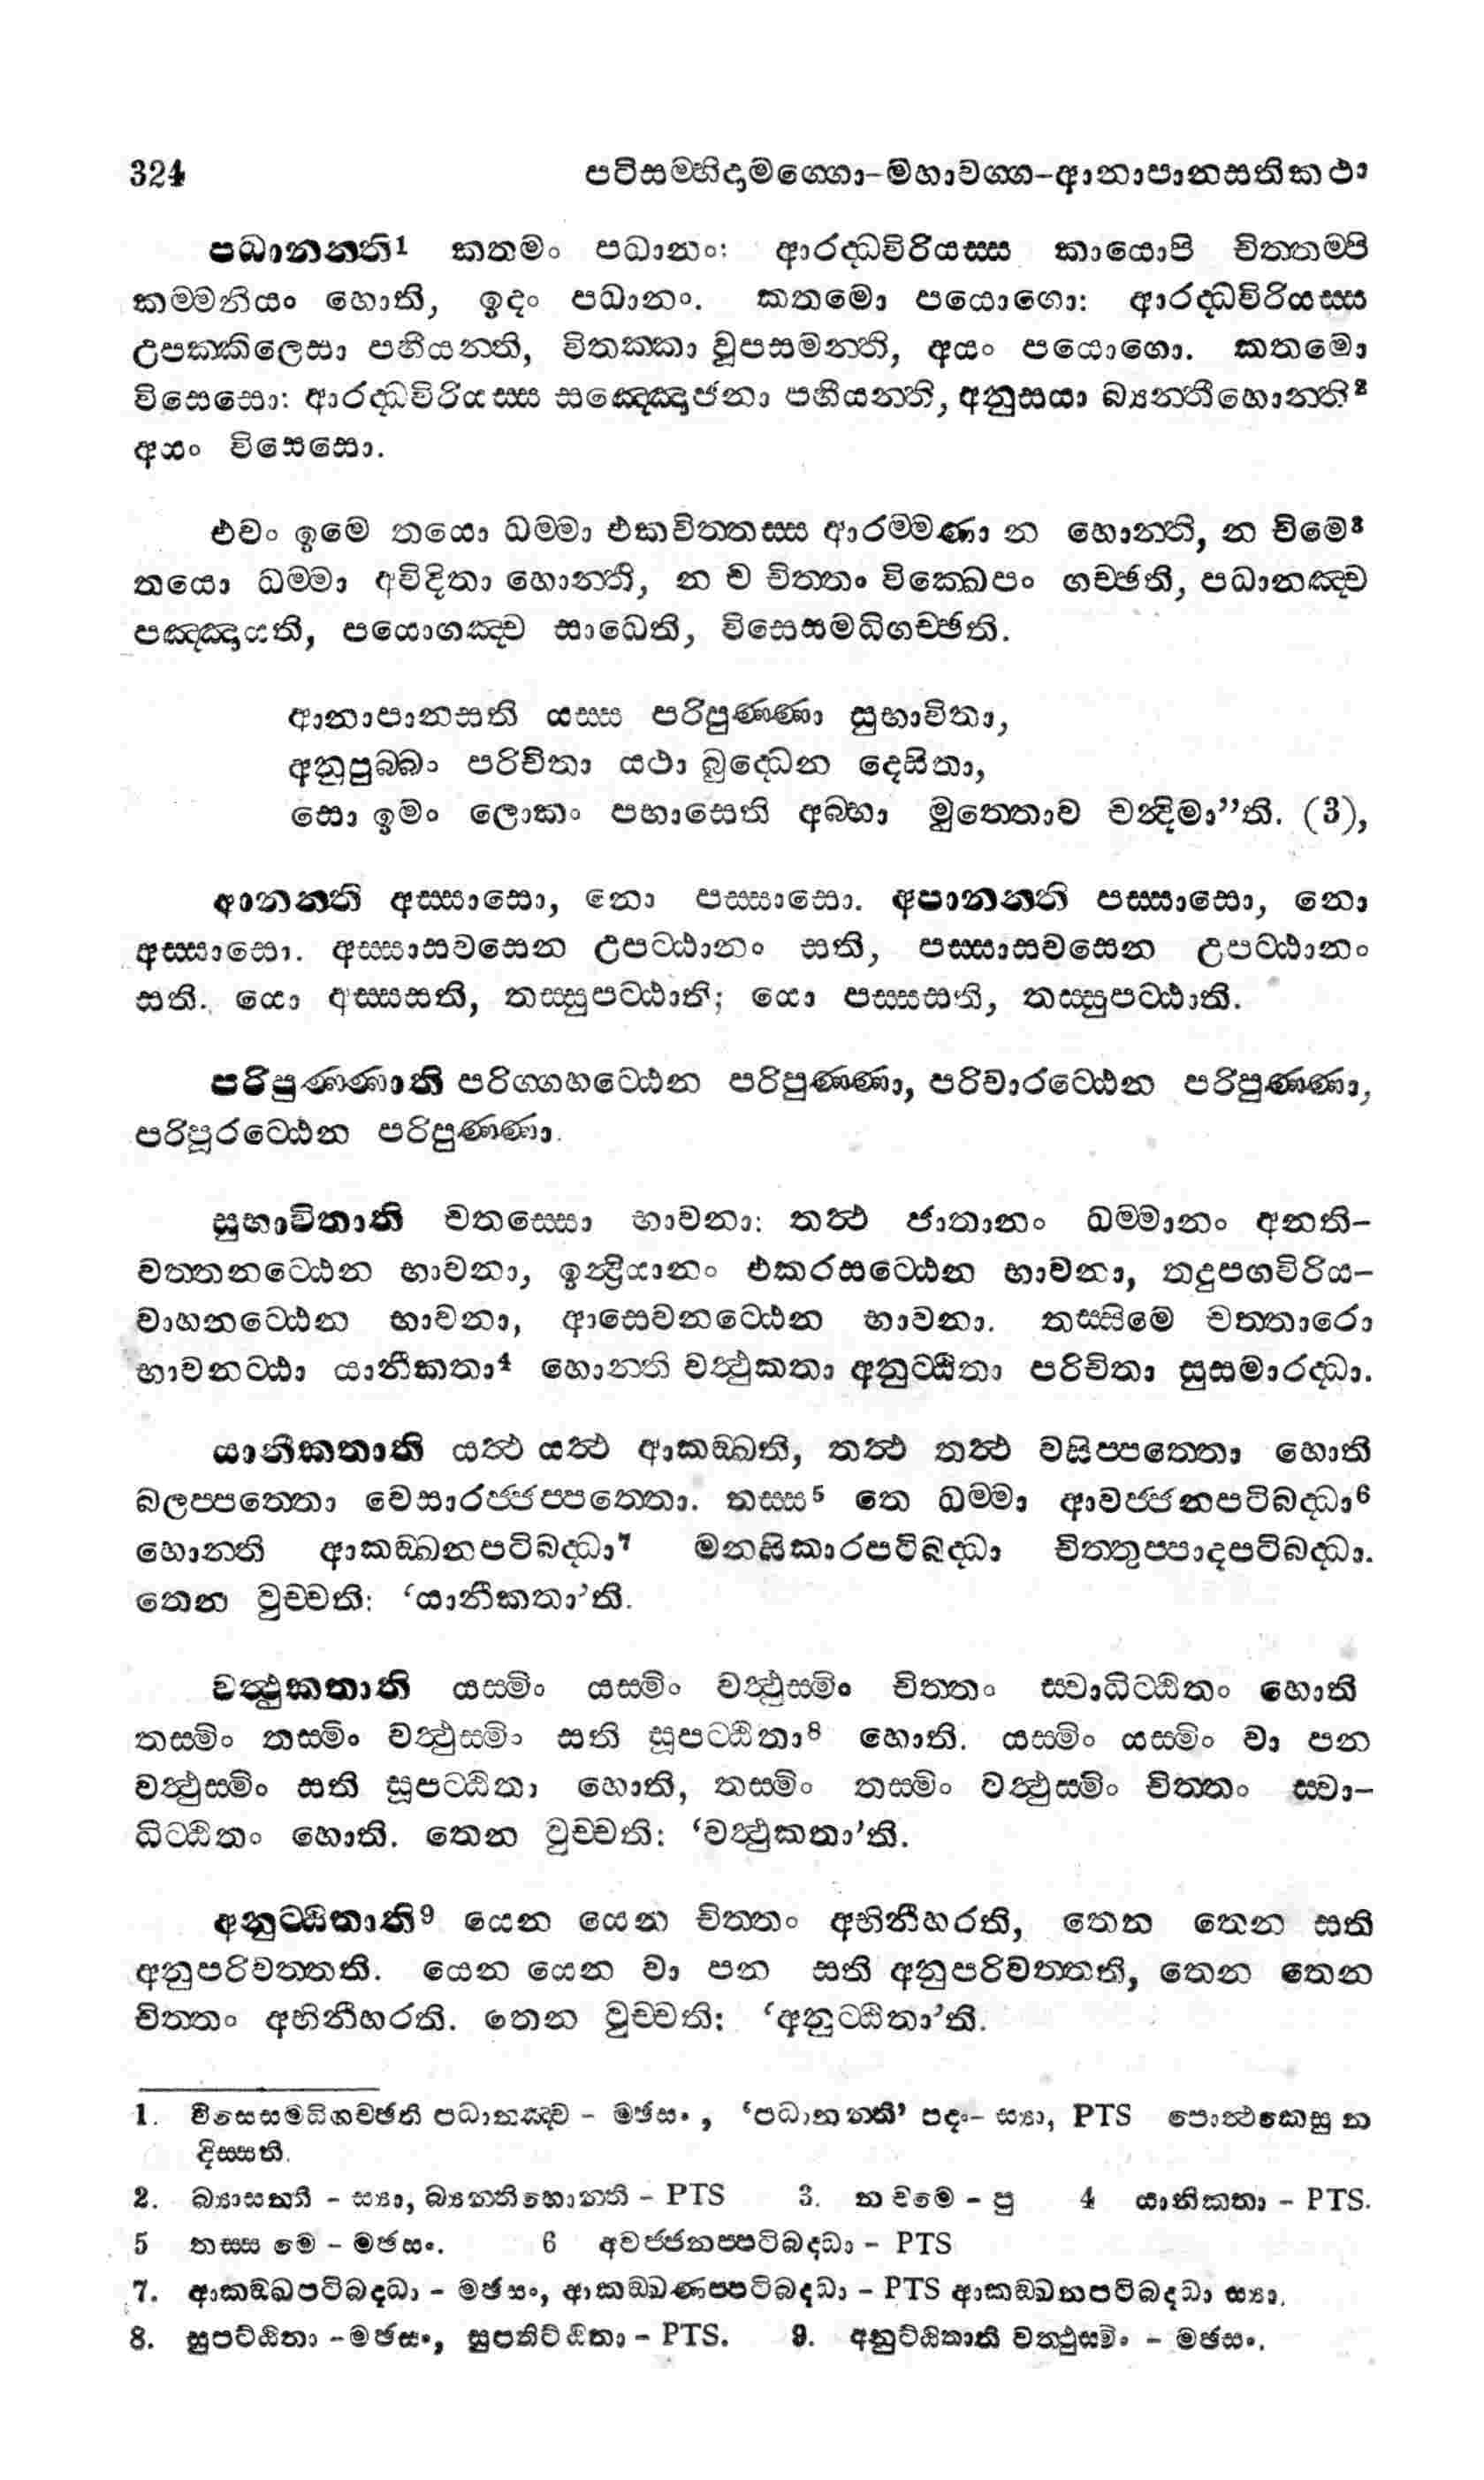 324 පටිසම්භිදාමග්ගො-මහාවග්ග-ආනාපානසතිකථා
පධානන්ති1 කතමං පධානං: ආරද්ධවිරියස්ස කායොපි චිත්තම්පි
කම්මනියං හොති, ඉදං පධානං. කතමො පයොගො: ආරද්ධවිරියස්ස
උපක්කිලෙසා පහීයන්ති, විතක්කා වූපසමන්ති, අයං පයොගො. කතමො
විසෙසො: ආරද්ධවිරියස්ස සඤ්ඤොජනා පහීයන්ති, අනුසයා බ්‍යන්තීහොන්ති2
අයං විසෙසො.
එවං ඉමෙ තයො ධම්මා එකචිත්තස්ස ආරම්මණා න හොන්ති, න චිමෙ3
තයො ධම්මා අවිදිතා හොන්ති, න ච චිත්තං වික්ඛෙපං ගච්ඡති, පධානඤ්ච
පඤ්ඤායති, පයොගඤ්ච සාධෙති, විසෙසමධිගච්ඡති.
ආනාපානසති යස්ස පරිපුණ්ණා සුභාවිතා,
අනුපුබ්බං පරිචිතා යථා බුද්ධෙන දෙසිතා,
සො ඉමං ලොකං පභාසෙති අබ්භා මුත්තොව චන්දිමා”ති. (3),
ආනන්ති අස්සාසො, නො පස්සාසො. අපානන්ති පස්සාසො, නො
අස්සාසො. අස්සාසවසෙන උපට්ඨානං සති, පස්සාසවසෙන උපට්ඨානං
සති. යො අස්සසති, තස්සුපට්ඨාති; යො පස්සසති, තස්සුපට්ඨාති.
පරිපුණ්ණාති පරිග්ගහට්ඨෙන පරිපුණ්ණා, පරිවාරට්ඨෙන පරිපුණ්ණා,
පරිපූරට්ඨෙන පරිපුණ්ණා.
සුභාවිතාති චතස්සො භාවනා: තත්ථ ජාතානං ධම්මානං අනති-
වත්තනට්ඨෙන භාවනා, ඉන්ද්‍රියානං එකරසට්ඨෙන භාවනා, තදුපගවිරිය-
වාහනට්ඨෙන භාවනා, ආසෙවනට්ඨෙන භාවනා. තස්සිමෙ චත්තාරො
භාවනට්ඨා යානීකතා4 හොන්ති වත්ථුකතා අනුට්ඨිතා පරිචිතා සුසමාරද්ධා.
යානීකතාති යත්ථ යත්ථ ආකඞ්ඛති, තත්ථ තත්ථ වසිප්පත්තො හොති
බලප්පත්තො වෙසාරජ්ජප්පත්තො. තස්ස5 තෙ ධම්මා ආවජ්ජනපටිබද්ධා6
හොන්ති ආකඞ්ඛනපටිබද්ධා7 මනසිකාරපටිබද්ධා චිත්තුප්පාදපටිබද්ධා.
තෙන වුච්චති: ‘යානීකතා’ති.
වත්ථුකතාති යස්මිං යස්මිං වත්ථුස්මිං චිත්තං ස්වාධිට්ඨිතං හොති
තස්මිං තස්මිං වත්ථුස්මිං සති සූපට්ඨිතා8 හොති. යස්මිං යස්මිං වා පන
වත්ථුස්මිං සති සූපට්ඨිතා හොති, තස්මිං තස්මිං වත්ථුස්මිං චිත්තං ස්වා-
ධිට්ඨිතං හොති. තෙන වුච්චති: ‘වත්ථුකතා’ති.
අනුට්ඨිතාති9 යෙන යෙන චිත්තං අභිනීහරති, තෙන තෙන සති
අනුපරිවත්තති. යෙන යෙන වා පන සති අනුපරිවත්තති, තෙන තෙන
චිත්තං අභිනීහරති. තෙන වුච්චති: ‘අනුට්ඨිතා’ති.
1. විසෙසමධිගච්ඡති පධානඤ්ච - මඡසං, ‘පධානන්ති’ පදං- ස්‍යා, PTS පොත්ථකෙසු න
දිස්සති.
2. බ්‍යාසන්තී - ස්‍යා, බ්‍යන්තිහොන්ති - PTS 3. න චමෙ - පු 4 යානිකතා - PTS.
5 තස්ස මෙ - මඡසං. 6 අවජ්ජනප්පටිබද්ධා - PTS
7. ආකඞ්ඛපටිබද්ධා - මඡසං, ආකඞ්ඛණප්පටිබද්ධා - PTS ආකඞ්ඛනපටිබද්ධා ස්‍යා.
8. සුපට්ඨිතා - මඡසං, සුපතිට්ඨිතා - PTS. 9. අනුට්ඨිතාති වත්ථුස්මිං - මඡසං.